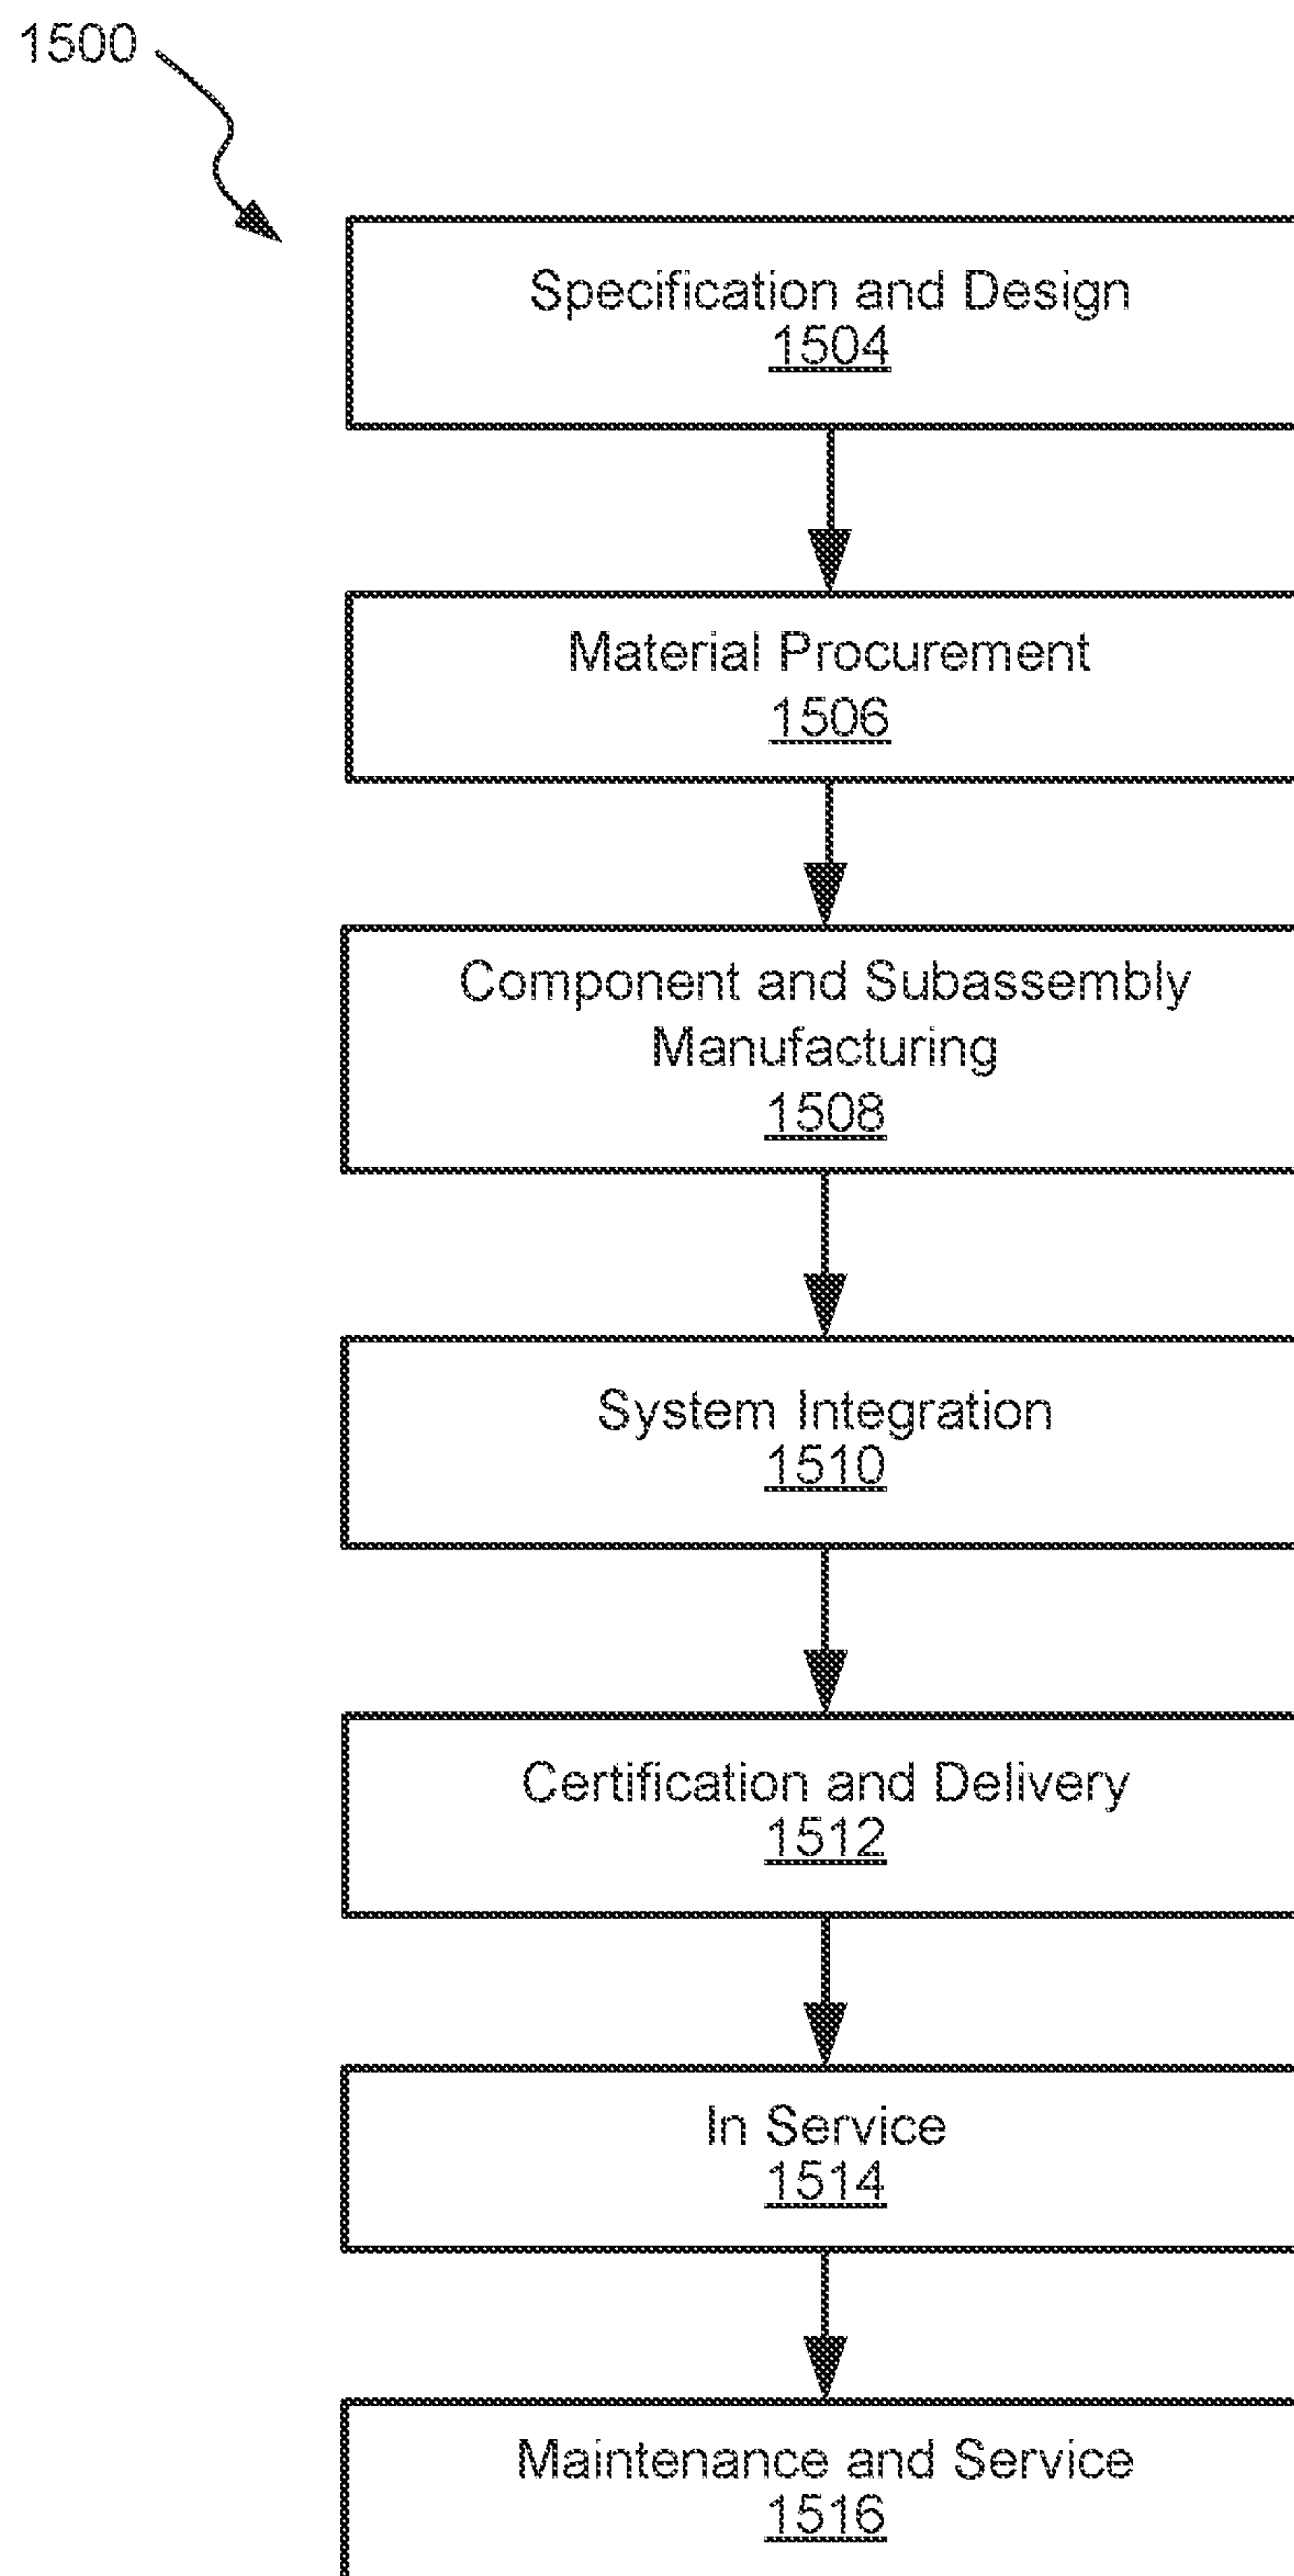 1500
Specification and Design
1504
Material Procurement
1506
Component and Subassembly
Manufacturing
1508
System Integration
1510
Certification and Delivery
1512
In Service
1514
Maintenance and Service
1516